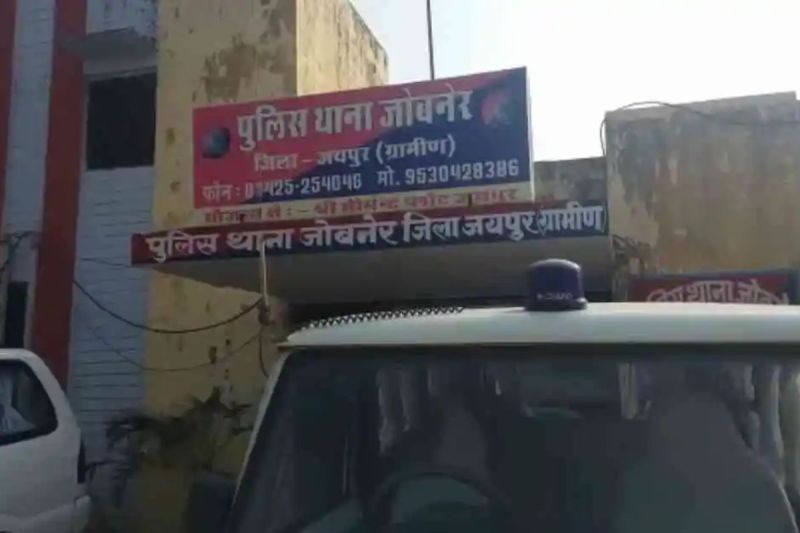 पुलिस थाना जोबनेर
जिला - जयपुर (ग्रामीण)
फोन : 01425-254046 मो. 9530428386
पुलिस थाना जोबनेर जिला जयपुर ग्रामीण
थाना जोब